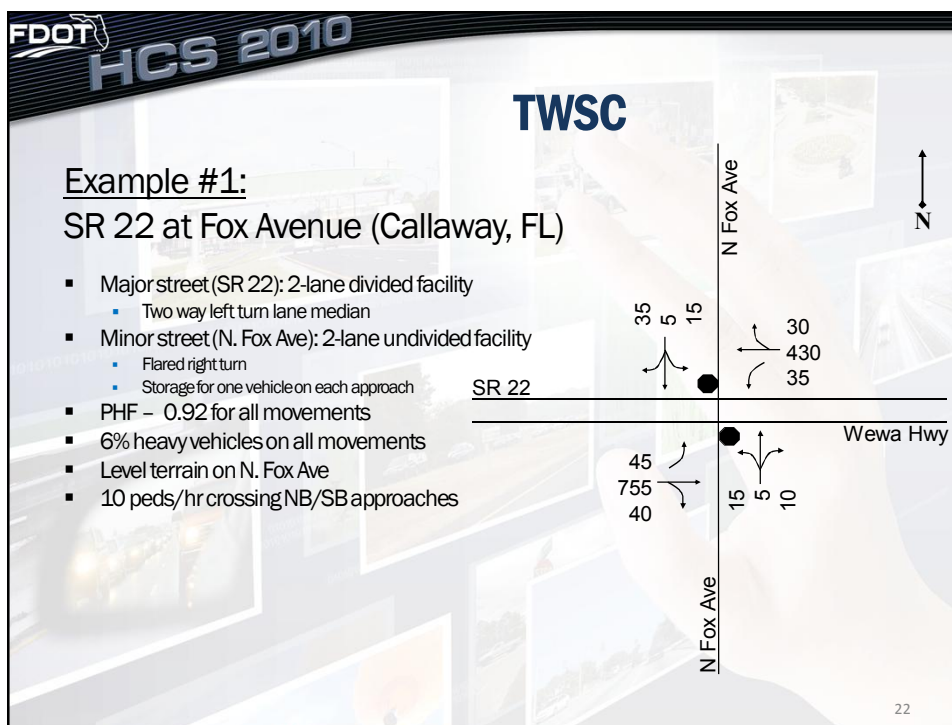 FDOT
HCS 2010
TWSC
Example #1:
SR 22 at Fox Avenue (Callaway, FL)
▪ Major street (SR 22): 2-lane divided facility
▪ Two way left turn lane median
▪ Minor street (N. Fox Ave): 2-lane undivided facility
▪ Flared right turn
▪ Storage for one vehicle on each approach
▪ PHF – 0.92 for all movements
▪ 6% heavy vehicles on all movements
▪ Level terrain on N. Fox Ave
▪ 10 peds/hr crossing NB/SB approaches
N Fox Ave
N
35 5 15
30
430
35
SR 22
Wewa Hwy
45
755
40
15 5 10
N Fox Ave
22